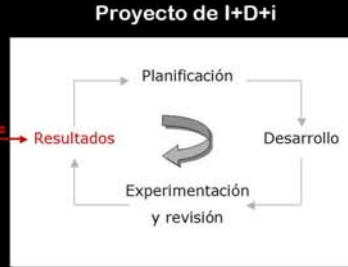 Proyecto de I+D+i
Planificación
Resultados
Desarrollo
Experimentación
y revisión